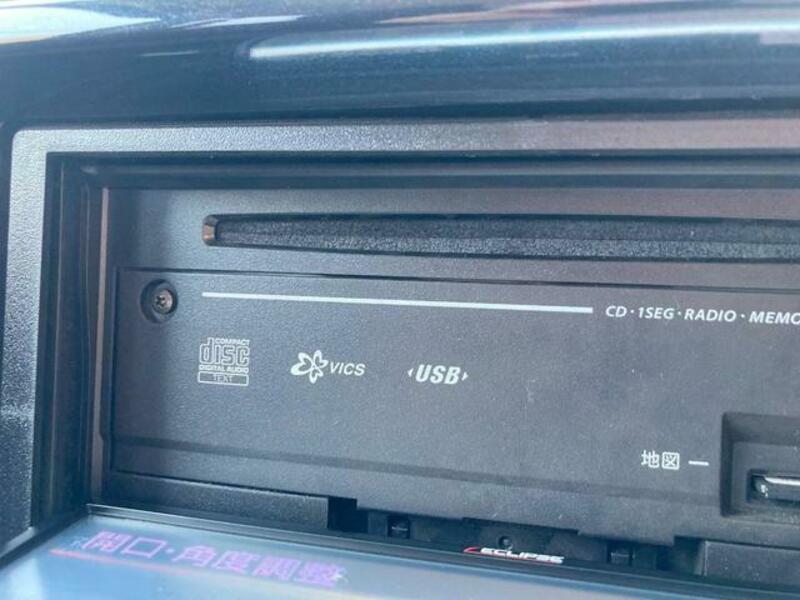 CD・1SEG・RADIO・MEMO
COMPACT
disc
DIGITAL AUDIO
TEXT
VICS
USB
地図
ECLIPSE
開口・角度調整